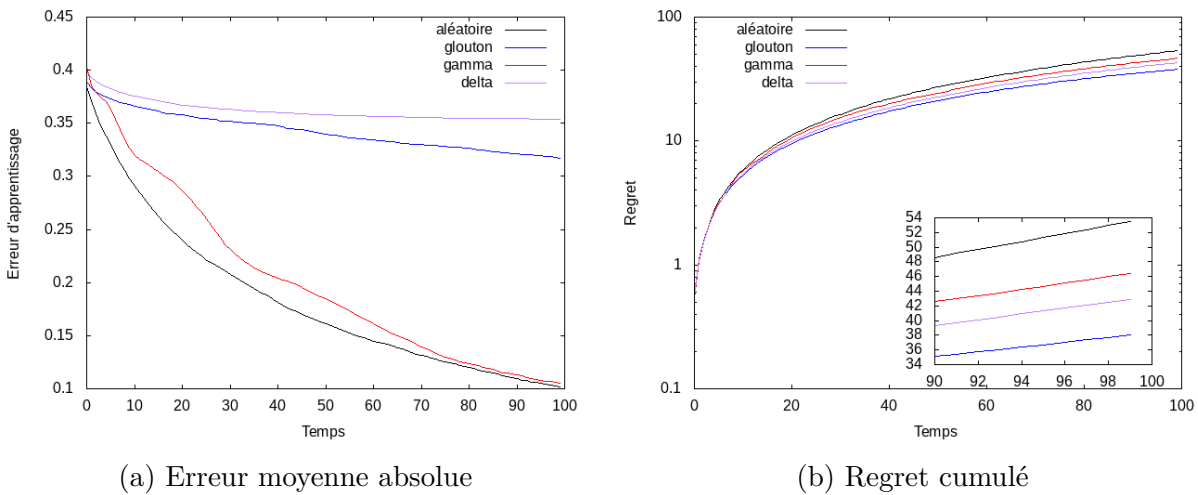 0.45
0.4
0.35
0.3
0.25
0.2
0.15
0.1
0 10 20 30 40 50 60 70 80 90 100
Erreur d'apprentissage
Temps
aléatoire
glouton
gamma
delta
(a) Erreur moyenne absolue
100
10
1
0.1
0 20 40 60 80 100
Regret
Temps
aléatoire
glouton
gamma
delta
54
52
50
48
46
44
42
40
38
36
34
90 92 94 96 98 100
(b) Regret cumulé